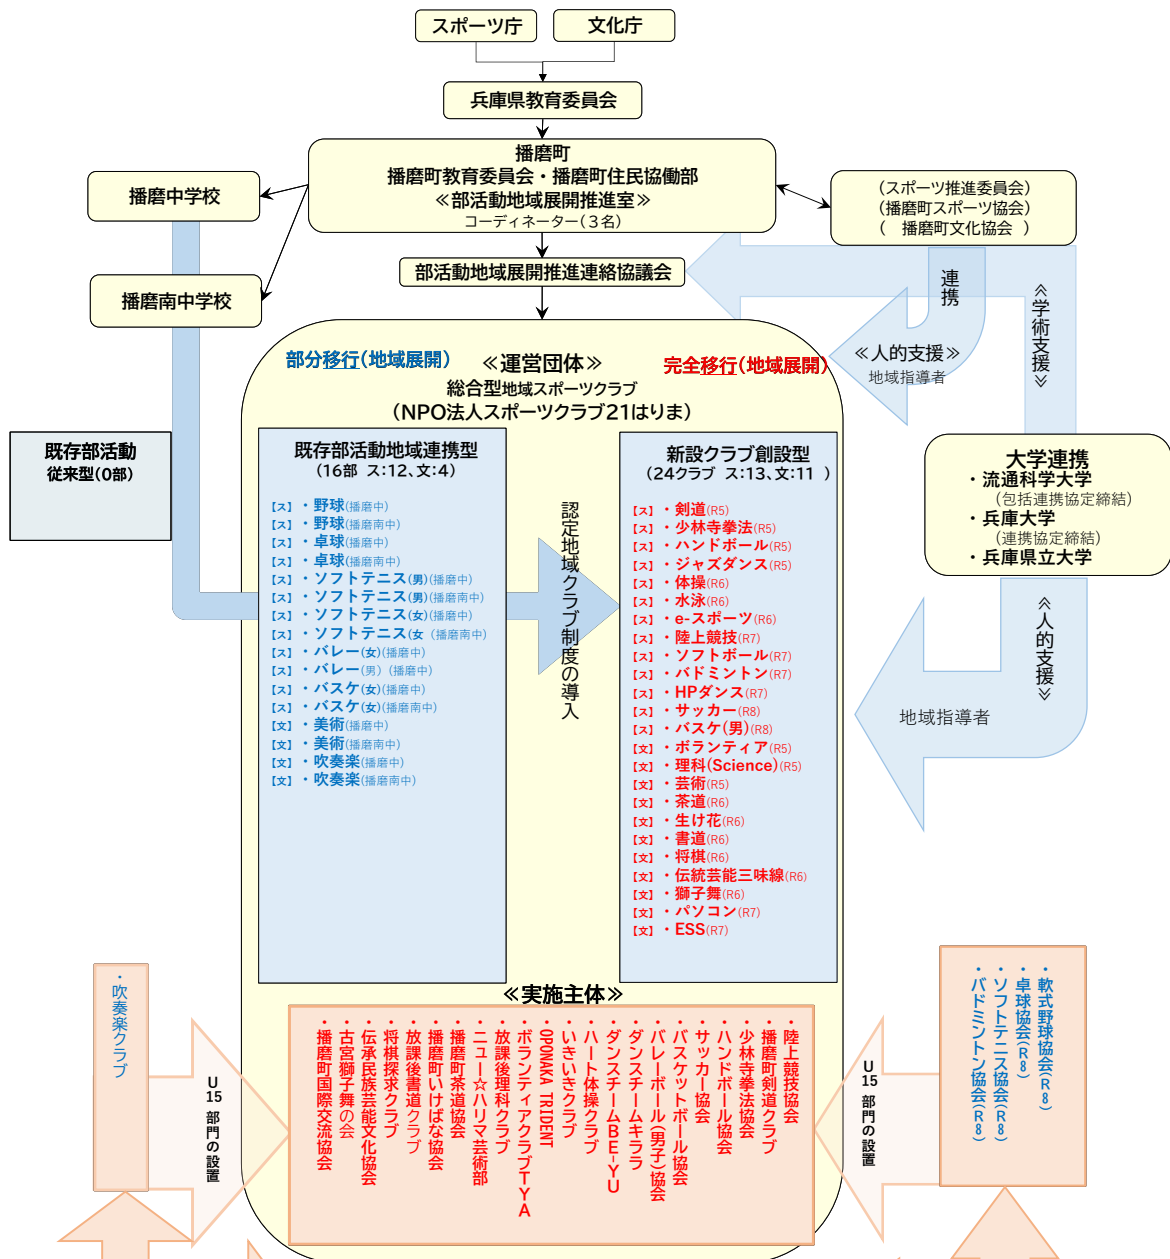 スポーツ庁
文化庁
兵庫県教育委員会
播磨町
播磨町教育委員会・播磨町住民協働部
≪部活動地域展開推進室≫
コーディネーター(3名)
播磨中学校
播磨南中学校
(スポーツ推進委員会)
(播磨町スポーツ協会)
( 播磨町文化協会 )
部活動地域展開推進連絡協議会
連携
≪学術支援≫
≪人的支援≫
地域指導者
部分移行(地域展開)
≪運営団体≫
完全移行(地域展開)
総合型地域スポーツクラブ
(NPO法人スポーツクラブ21はりま)
既存部活動
従来型(0部)
既存部活動地域連携型
(16部 ス:12、文:4)
【ス】・野球(播磨中)
【ス】・野球(播磨南中)
【ス】・卓球(播磨中)
【ス】・卓球(播磨南中)
【ス】・ソフトテニス(男)(播磨中)
【ス】・ソフトテニス(男)(播磨南中)
【ス】・ソフトテニス(女)(播磨中)
【ス】・ソフトテニス(女 (播磨南中)
【ス】・バレー(女)(播磨中)
【ス】・バレー(男) (播磨中)
【ス】・バスケ(女)(播磨中)
【ス】・バスケ(女)(播磨南中)
【文】・美術(播磨中)
【文】・美術(播磨南中)
【文】・吹奏楽(播磨中)
【文】・吹奏楽(播磨南中)
認定地域クラブ制度の導入
新設クラブ創設型
(24クラブ ス:13、文:11 )
【ス】・剣道(R5)
【ス】・少林寺拳法(R5)
【ス】・ハンドボール(R5)
【ス】・ジャズダンス(R5)
【ス】・体操(R6)
【ス】・水泳(R6)
【ス】・e-スポーツ(R6)
【ス】・陸上競技(R7)
【ス】・ソフトボール(R7)
【ス】・バドミントン(R7)
【ス】・HPダンス(R7)
【ス】・サッカー(R8)
【ス】・バスケ(男)(R8)
【文】・ボランティア(R5)
【文】・理科(Science)(R5)
【文】・芸術(R5)
【文】・茶道(R6)
【文】・生け花(R6)
【文】・書道(R6)
【文】・将棋(R6)
【文】・伝統芸能三味線(R6)
【文】・獅子舞(R6)
【文】・パソコン(R7)
【文】・ESS(R7)
大学連携
・流通科学大学
(包括連携協定締結)
・兵庫大学
(連携協定締結)
・兵庫県立大学
≪人的支援≫
地域指導者
≪実施主体≫
・陸上競技協会
・播磨町剣道クラブ
・少林寺拳法協会
・ハンドボール協会
・サッカー協会
・バスケットボール協会
・バレーボール(男子)協会
・ダンスチームキララ
・ダンスチームBE-YU
・ハート体操クラブ
・いきいきクラブ
・OPONAKA TRIDENT
・ボランティアクラブTYA
・放課後理科クラブ
・ニュー☆ハリマ芸術部
・播磨町茶道協会
・播磨町いけばな協会
・放課後書道クラブ
・将棋探求クラブ
・伝承民族芸能文化協会
・古宮獅子舞の会
・播磨町国際交流協会
・吹奏楽クラブ
U15 部門の設置
U15 部門の設置
・軟式野球協会(R8)
・卓球協会(R8)
・ソフトテニス協会(R8)
・バドミントン協会(R8)